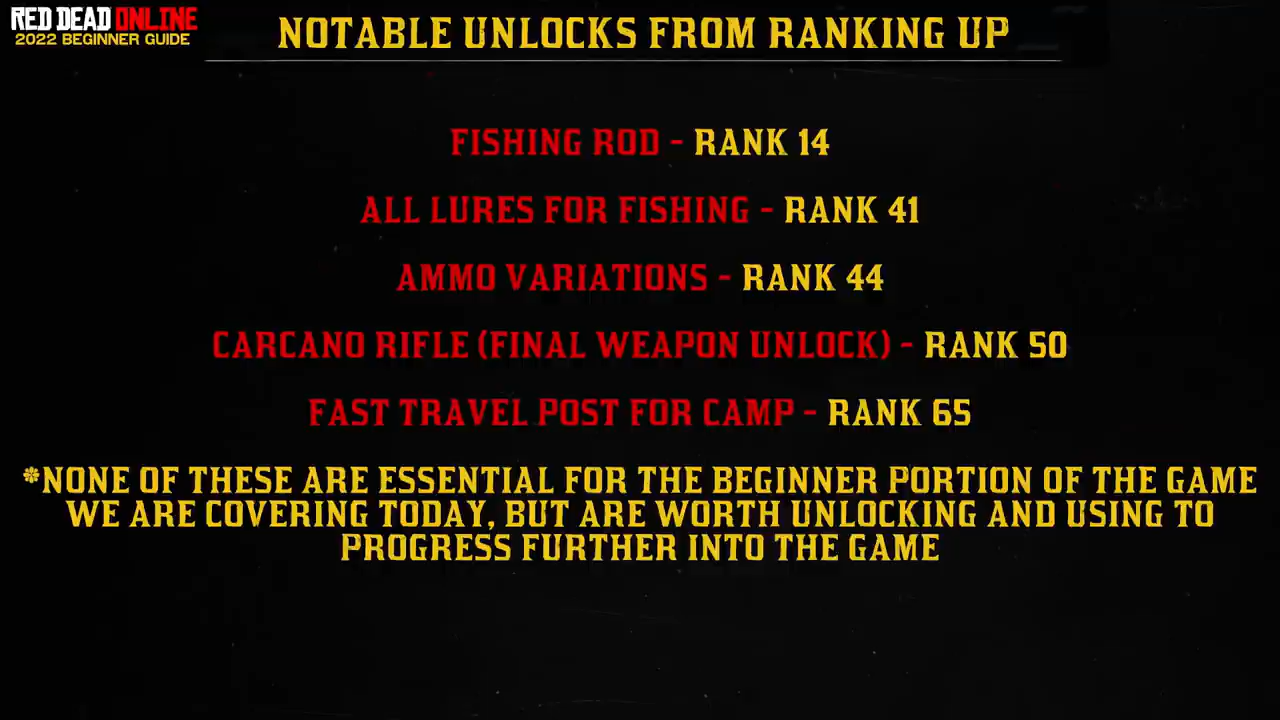 RED DEAD ONLINE
2022 BEGINNER GUIDE
NOTABLE UNLOCKS FROM RANKING UP
FISHING ROD - RANK 14
ALL LURES FOR FISHING - RANK 41
AMMO VARIATIONS - RANK 44
CARCANO RIFLE (FINAL WEAPON UNLOCK) - RANK 50
FAST TRAVEL POST FOR CAMP - RANK 65
*NONE OF THESE ARE ESSENTIAL FOR THE BEGINNER PORTION OF THE GAME
WE ARE COVERING TODAY, BUT ARE WORTH UNLOCKING AND USING TO
PROGRESS FURTHER INTO THE GAME